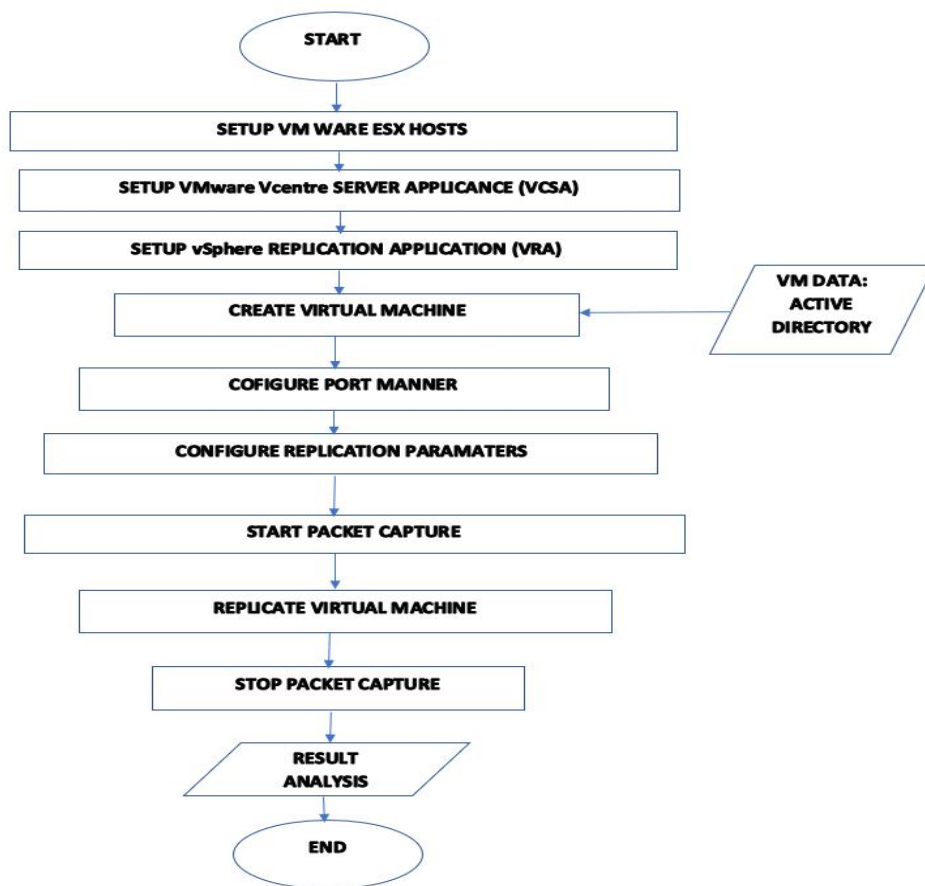 START
SETUP VM WARE ESX HOSTS
SETUP VMware Vcentre SERVER APPLICANCE (VCSA)
SETUP vSphere REPLICATION APPLICATION (VRA)
VM DATA:
ACTIVE
DIRECTORY
CREATE VIRTUAL MACHINE
COFIGURE PORT MANNER
CONFIGURE REPLICATION PARAMATERS
START PACKET CAPTURE
REPLICATE VIRTUAL MACHINE
STOP PACKET CAPTURE
RESULT
ANALYSIS
END